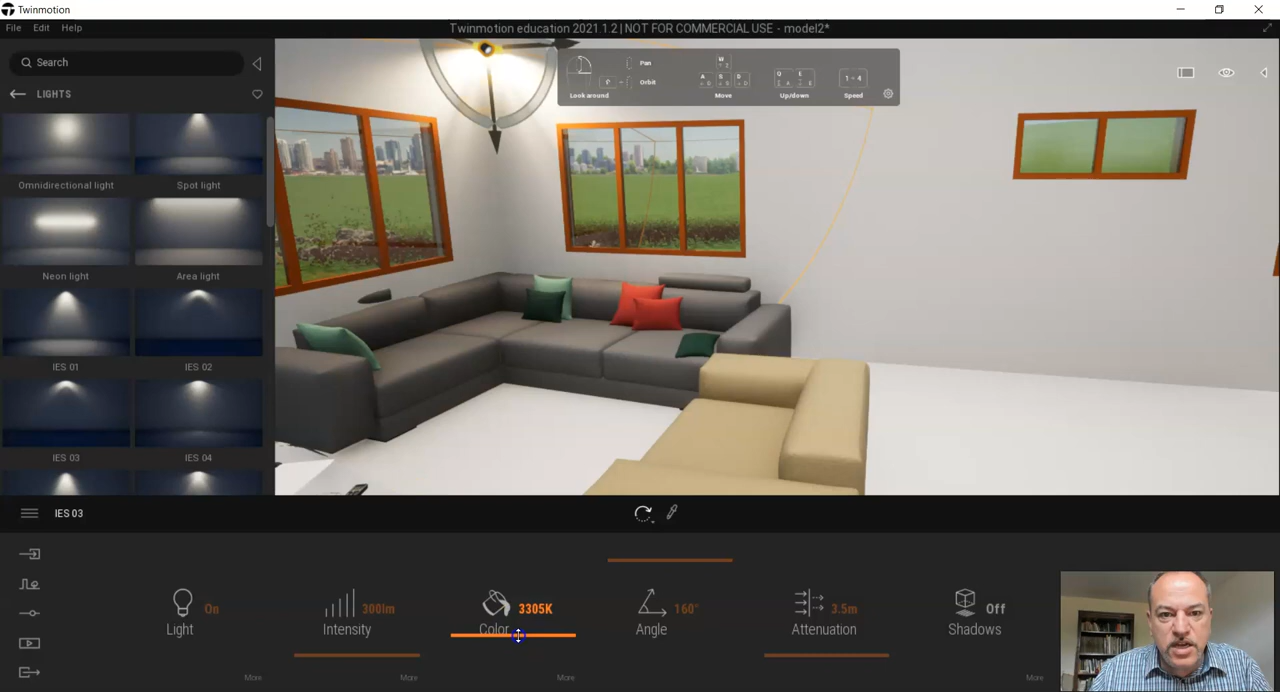 Twinmotion
File Edit Help
Twinmotion education 2021.1.2 | NOT FOR COMMERCIAL USE - model2*
Search
LIGHTS
Omnidirectional light
Spot light
Neon light
Area light
IES 01
IES 02
IES 03
IES 04
Look around
Pan
Orbit
W
A S D
Move
Q E
Up/down
1 - 4
Speed
IES 03
Light On
More
Intensity 300lm
More
Color 3305K
More
Angle 160°
Attenuation 3.5m
Shadows Off
More